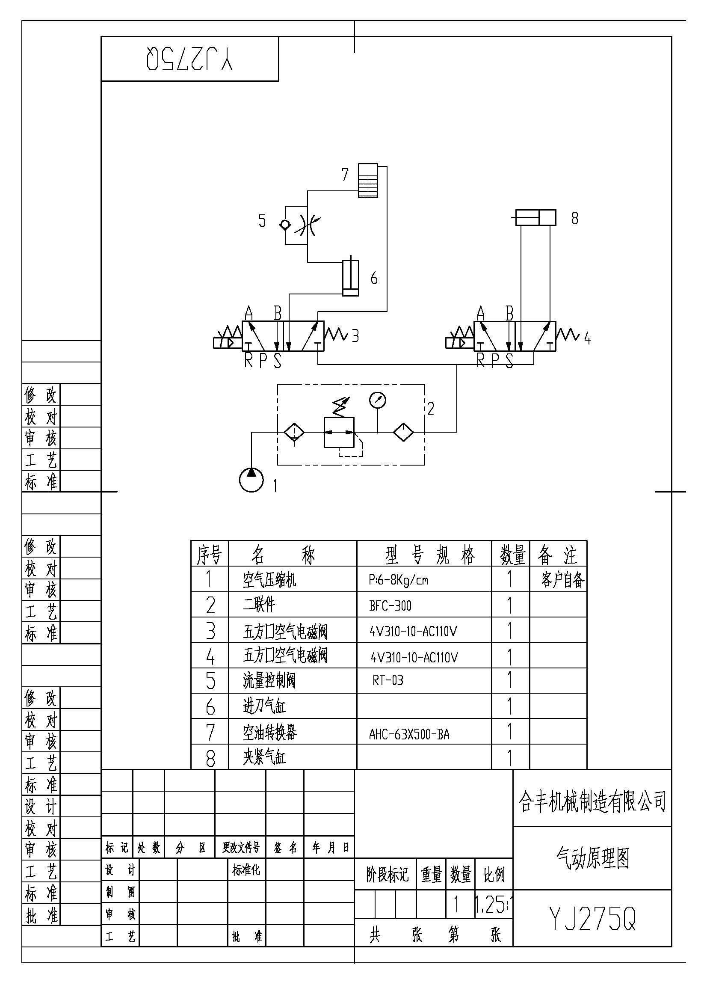 YJ275Q
7
5
8
6
A B
3
R P S
A B
4
R P S
2
1
修 改
校 对
审 核
工 艺
标 准
修 改
校 对
审 核
工 艺
标 准
修 改
校 对
审 核
工 艺
标 准
设 计
校 对
审 核
工 艺
标 准
批 准
序号 名 称 型 号 规 格 数量 备 注
1 空气压缩机 P:6-8Kg/cm 1 客户自备
2 二联件 BFC-300 1
3 五方口空气电磁阀 4V310-10-AC110V 1
4 五方口空气电磁阀 4V310-10-AC110V 1
5 流量控制阀 RT-03 1
6 进刀气缸 1
7 空油转换器 AHC-63X500-BA 1
8 夹紧气缸 1
标 记 处 数 分 区 更改文件号 签 名 年 月 日
设 计 标准化
制 图
审 核
工 艺 批 准
阶段标记 重量 数量 比例
1 1.25:1
共 张 第 张
合丰机械制造有限公司
气动原理图
YJ275Q